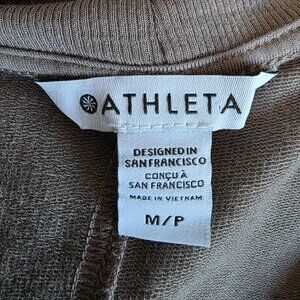 ATHLETA
DESIGNED IN
SAN FRANCISCO
CONÇU À
SAN FRANCISCO
MADE IN VIETNAM
M/P